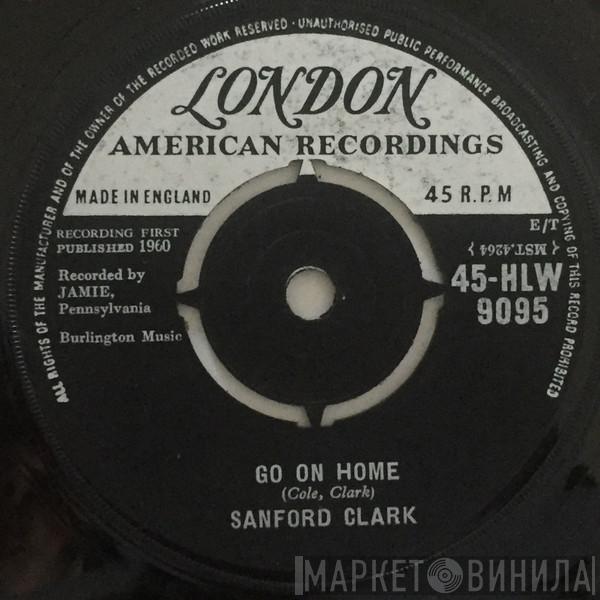 ALL RIGHTS OF THE MANUFACTURER AND OF THE OWNER OF THE RECORDED WORK RESERVED · UNAUTHORISED PUBLIC PERFORMANCE BROADCASTING AND COPYING OF THIS RECORD PROHIBITED
LONDON
AMERICAN RECORDINGS
MADE IN ENGLAND
45 R.P.M
E/T
RECORDING FIRST
PUBLISHED 1960
{ MST.4264 }
Recorded by
JAMIE,
Pennsylvania
45-HLW
9095
Burlington Music
GO ON HOME
(Cole, Clark)
SANFORD CLARK
МАРКЕТ ВИНИЛА